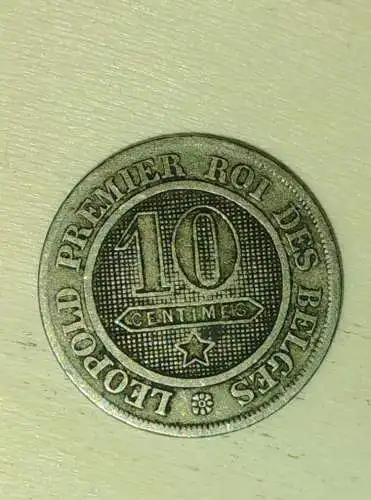 LEOPOLD PREMIER ROI DES BELGES
10
CENTIMES